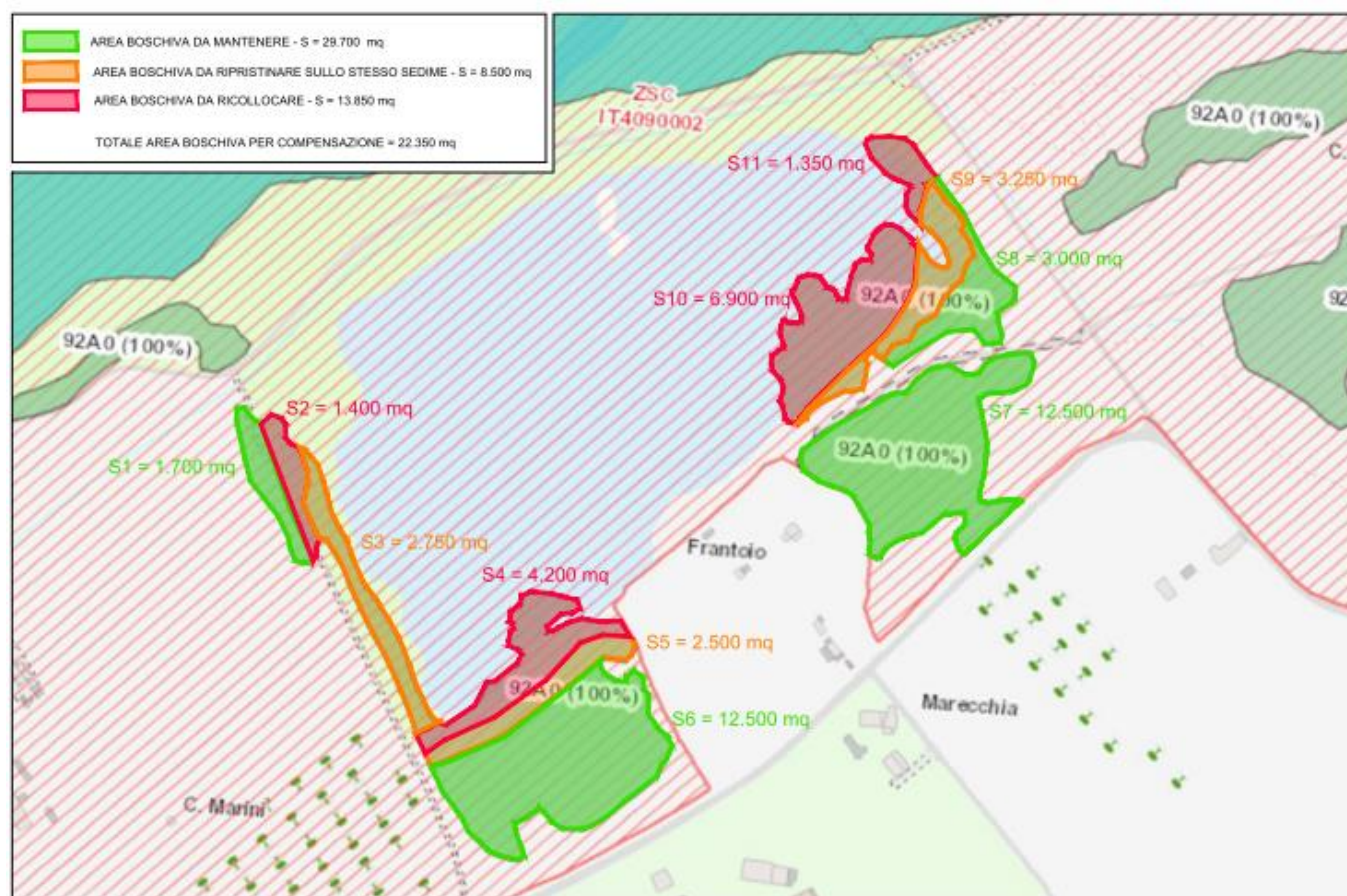 AREA BOSCHIVA DA MANTENERE - S = 29.700 mq
AREA BOSCHIVA DA RIPRISTINARE SULLO STESSO SEDIME - S = 8.500 mq
AREA BOSCHIVA DA RICOLLOCARE - S = 13.850 mq
TOTALE AREA BOSCHIVA PER COMPENSAZIONE = 22.350 mq
ZSC
IT4090002
92A0 (100%)
C.
S11 = 1.350 mq
S9 = 3.250 mq
S8 = 3.000 mq
S10 = 6.900 mq
92A0 (100%)
92
92A0 (100%)
S2 = 1.400 mq
S7 = 12.500 mq
S1 = 1.700 mq
92A0 (100%)
S3 = 2.750 mq
Frantoio
S4 = 4.200 mq
S5 = 2.500 mq
92A0 (100%)
S6 = 12.500 mq
Marecchia
C. Marini